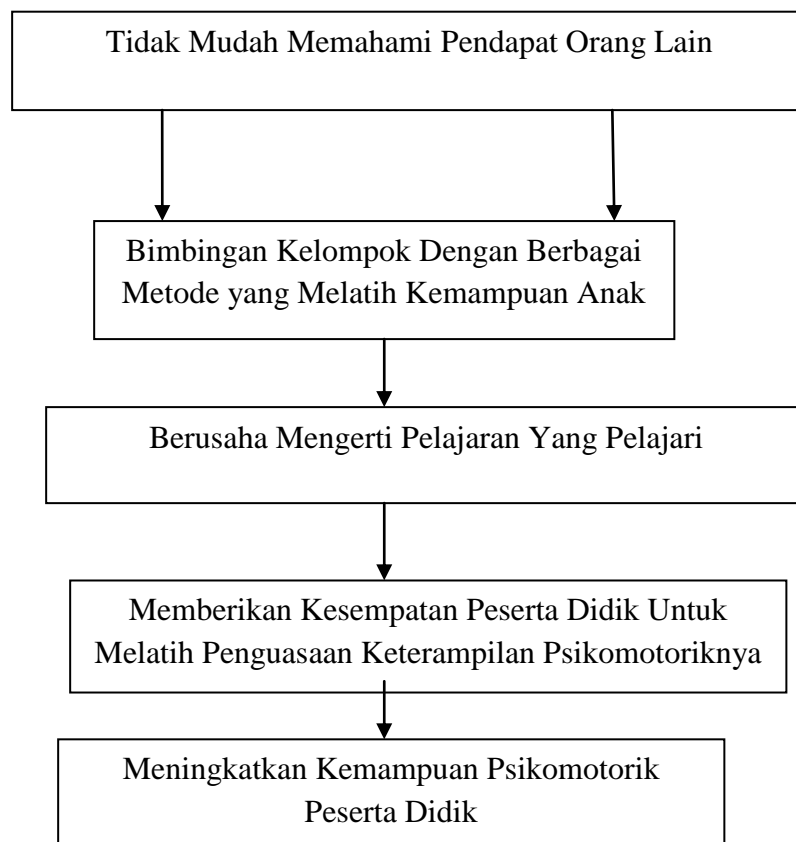 Tidak Mudah Memahami Pendapat Orang Lain
Bimbingan Kelompok Dengan Berbagai
Metode yang Melatih Kemampuan Anak
Berusaha Mengerti Pelajaran Yang Pelajari
Memberikan Kesempatan Peserta Didik Untuk
Melatih Penguasaan Keterampilan Psikomotoriknya
Meningkatkan Kemampuan Psikomotorik
Peserta Didik